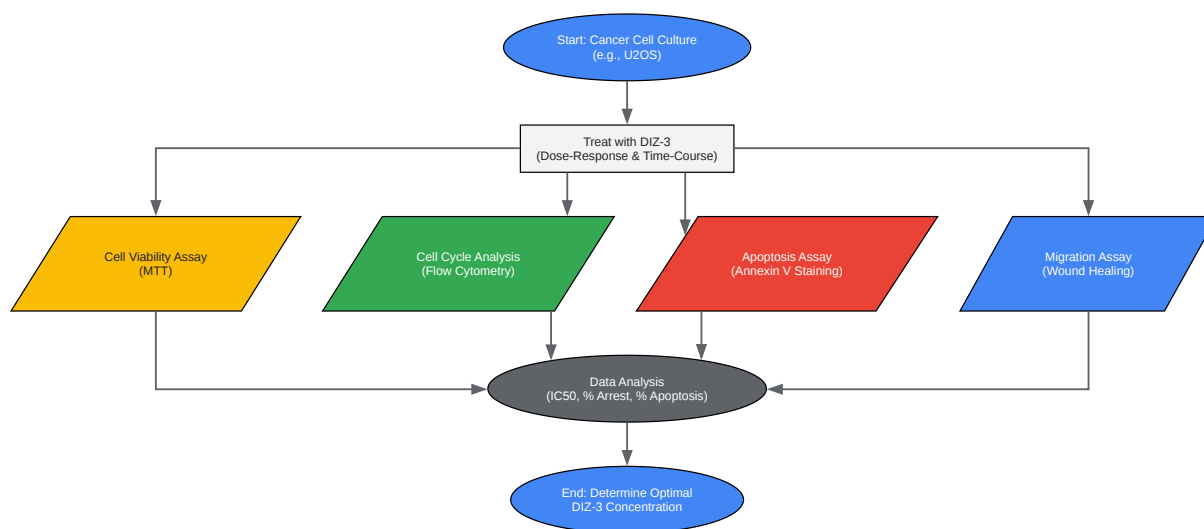 Start: Cancer Cell Culture
(e.g., U2OS)
Treat with DIZ-3
(Dose-Response & Time-Course)
Cell Viability Assay
(MTT)
Cell Cycle Analysis
(Flow Cytometry)
Apoptosis Assay
(Annexin V Staining)
Migration Assay
(Wound Healing)
Data Analysis
(IC50, % Arrest, % Apoptosis)
End: Determine Optimal
DIZ-3 Concentration